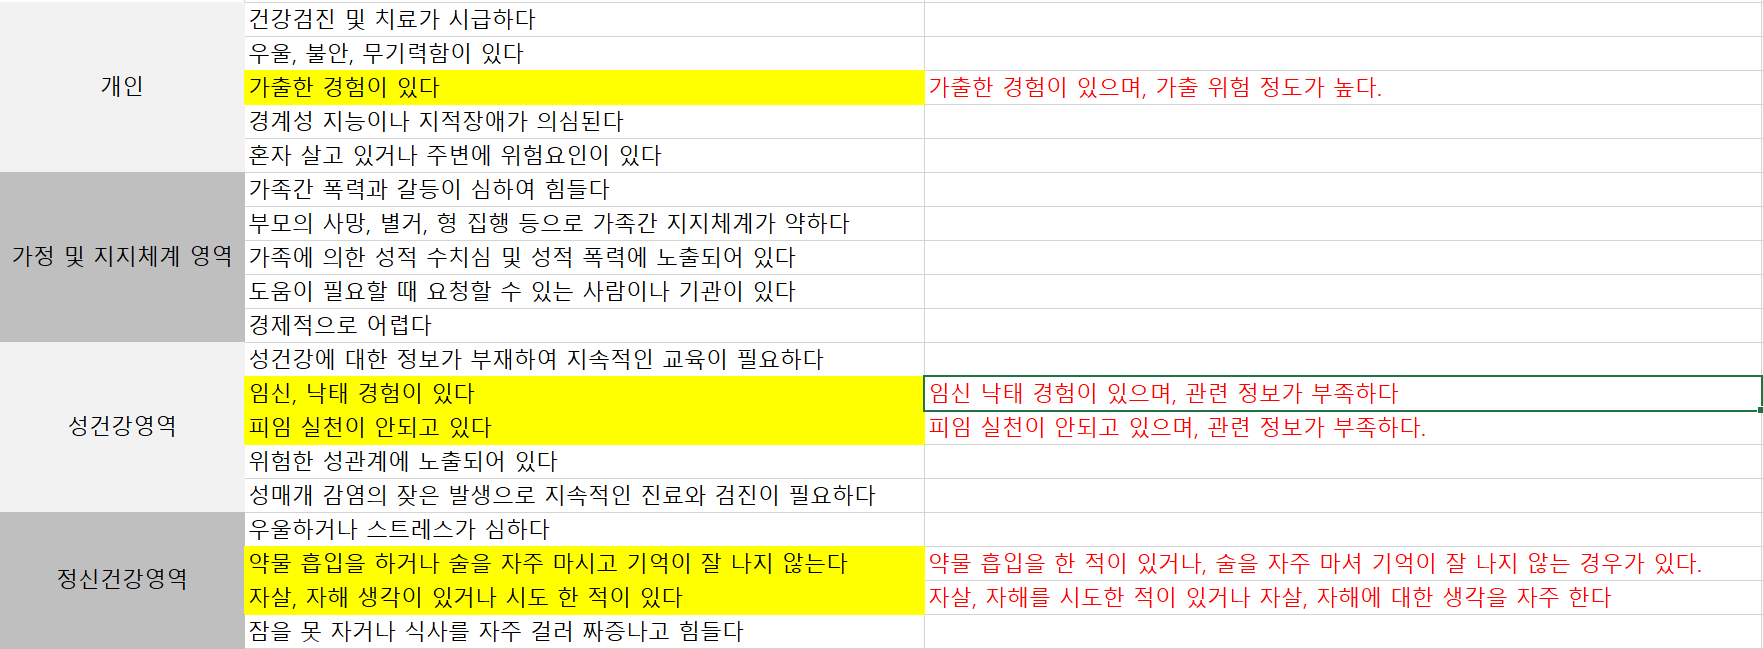 건강검진 및 치료가 시급하다
우울, 불안, 무기력함이 있다
개인
가출한 경험이 있다
가출한 경험이 있으며, 가출 위험 정도가 높다.
경계성 지능이나 지적장애가 의심된다
혼자 살고 있거나 주변에 위험요인이 있다
가족간 폭력과 갈등이 심하여 힘들다
부모의 사망, 별거, 형 집행 등으로 가족간 지지체계가 약하다
가정 및 지지체계 영역
가족에 의한 성적 수치심 및 성적 폭력에 노출되어 있다
도움이 필요할 때 요청할 수 있는 사람이나 기관이 있다
경제적으로 어렵다
성건강에 대한 정보가 부재하여 지속적인 교육이 필요하다
임신, 낙태 경험이 있다
임신 낙태 경험이 있으며, 관련 정보가 부족하다
성건강영역
피임 실천이 안되고 있다
피임 실천이 안되고 있으며, 관련 정보가 부족하다.
위험한 성관계에 노출되어 있다
성매개 감염의 잦은 발생으로 지속적인 진료와 검진이 필요하다
우울하거나 스트레스가 심하다
정신건강영역
약물 흡입을 하거나 술을 자주 마시고 기억이 잘 나지 않는다
약물 흡입을 한 적이 있거나, 술을 자주 마셔 기억이 잘 나지 않는 경우가 있다.
자살, 자해 생각이 있거나 시도 한 적이 있다
자살, 자해를 시도한 적이 있거나 자살, 자해에 대한 생각을 자주 한다
잠을 못 자거나 식사를 자주 걸러 짜증나고 힘들다